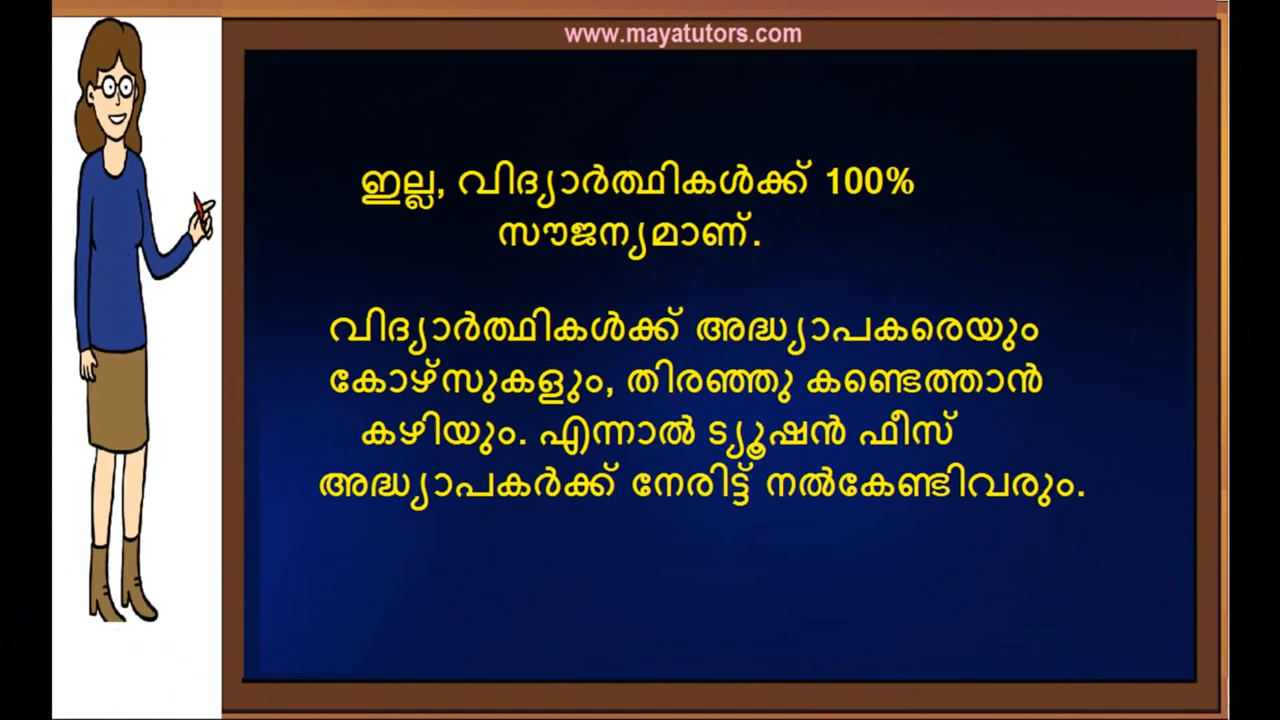 www.mayatutors.com
ഇല്ല, വിദ്യാർത്ഥികൾക്ക് 100%
സൗജന്യമാണ്.
വിദ്യാർത്ഥികൾക്ക് അദ്ധ്യാപകരെയും
കോഴ്സുകളും, തിരഞ്ഞു കണ്ടെത്താൻ
കഴിയും. എന്നാൽ ട്യൂഷൻ ഫീസ്
അദ്ധ്യാപകർക്ക് നേരിട്ട് നൽകേണ്ടിവരും.